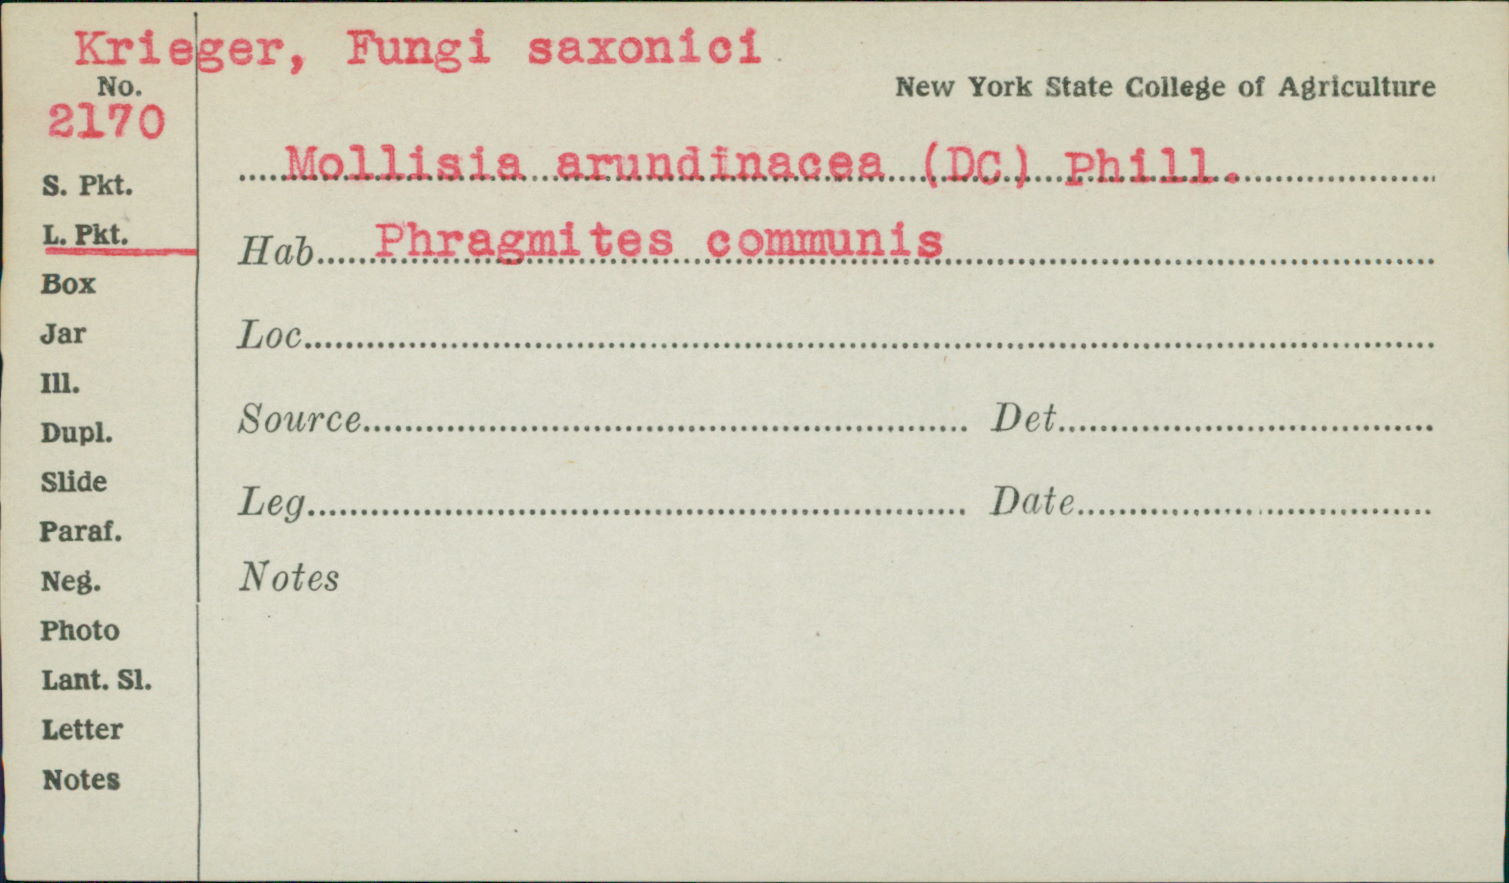 Krieger, Fungi saxonici
No.
2170
New York State College of Agriculture
Mollisia arundinacea (DC) Phill.
S. Pkt.
L. Pkt.
Hab. Phragmites communis
Box
Jar
Loc.
Ill.
Dupl.
Source Det.
Slide
Leg. Date
Paraf.
Neg.
Notes
Photo
Lant. Sl.
Letter
Notes